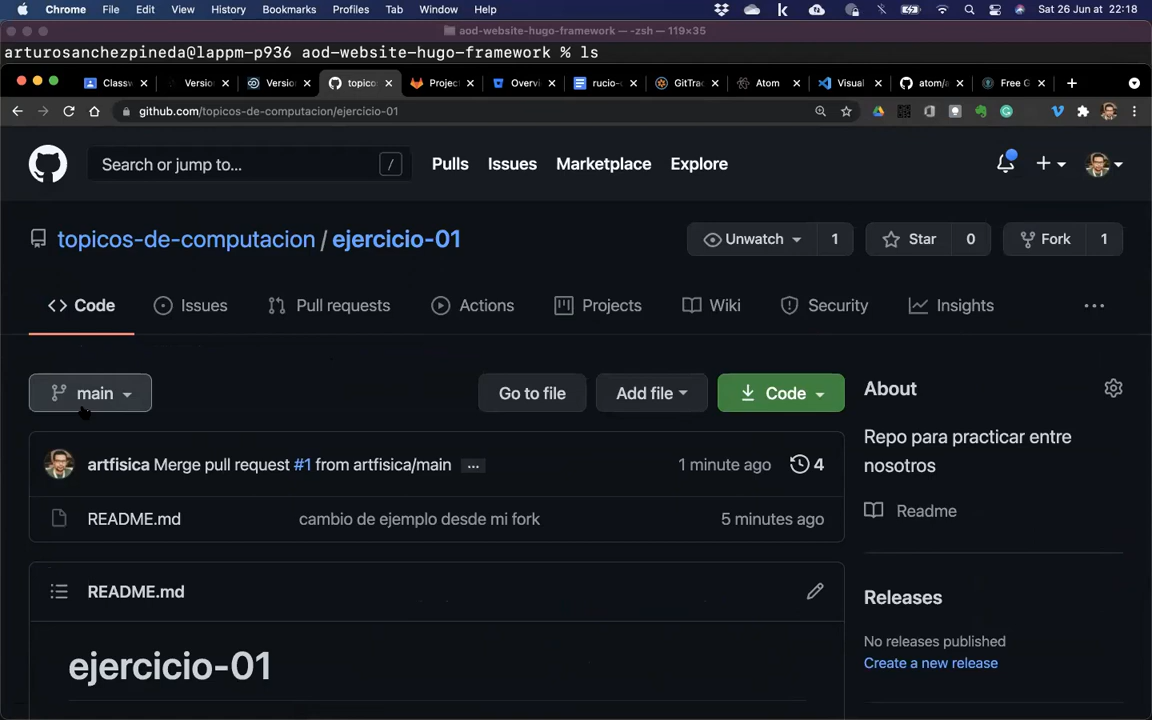 Chrome File Edit View History Bookmarks Profiles Tab Window Help Sat 26 Jun at 22:18
aod-website-hugo-framework — -zsh — 119×35
arturosanchezpineda@lappm-p936 aod-website-hugo-framework % ls
Classw Versio Version topico Projec Overvi rucio- GitTrac Atom Visual atom/a Free G
github.com/topicos-de-computacion/ejercicio-01
Search or jump to... / Pulls Issues Marketplace Explore
topicos-de-computacion / ejercicio-01 Unwatch 1 Star 0 Fork 1
Code Issues Pull requests Actions Projects Wiki Security Insights ...
main Go to file Add file Code About
Repo para practicar entre
nosotros
artfisica Merge pull request #1 from artfisica/main ... 1 minute ago 4
README.md cambio de ejemplo desde mi fork 5 minutes ago
Readme
README.md
Releases
No releases published
Create a new release
ejercicio-01